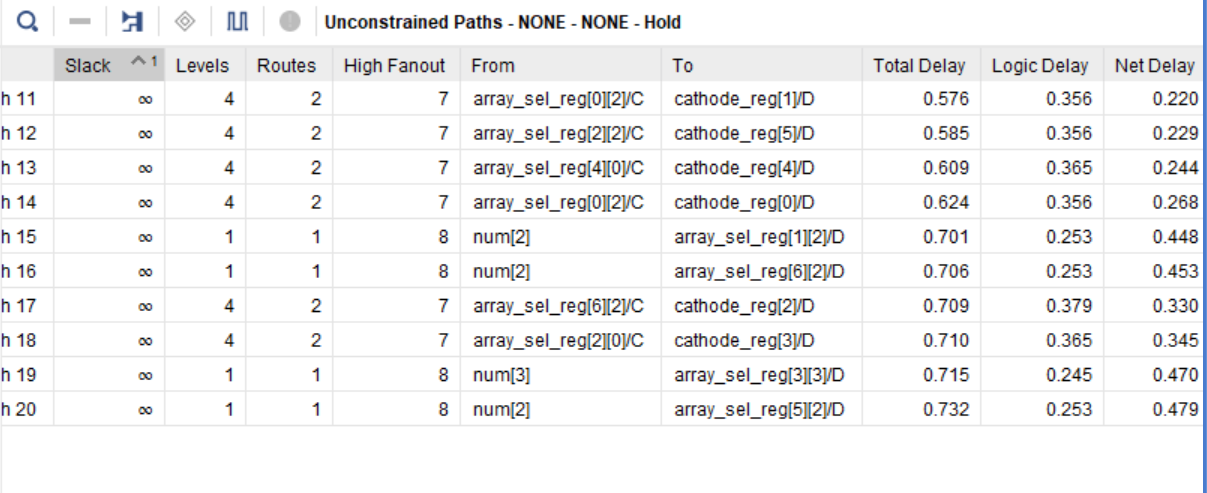 Unconstrained Paths - NONE - NONE - Hold
Slack ^ 1 Levels Routes High Fanout From To Total Delay Logic Delay Net Delay
h 11 ∞ 4 2 7 array_sel_reg[0][2]/C cathode_reg[1]/D 0.576 0.356 0.220
h 12 ∞ 4 2 7 array_sel_reg[2][2]/C cathode_reg[5]/D 0.585 0.356 0.229
h 13 ∞ 4 2 7 array_sel_reg[4][0]/C cathode_reg[4]/D 0.609 0.365 0.244
h 14 ∞ 4 2 7 array_sel_reg[0][2]/C cathode_reg[0]/D 0.624 0.356 0.268
h 15 ∞ 1 1 8 num[2] array_sel_reg[1][2]/D 0.701 0.253 0.448
h 16 ∞ 1 1 8 num[2] array_sel_reg[6][2]/D 0.706 0.253 0.453
h 17 ∞ 4 2 7 array_sel_reg[6][2]/C cathode_reg[2]/D 0.709 0.379 0.330
h 18 ∞ 4 2 7 array_sel_reg[2][0]/C cathode_reg[3]/D 0.710 0.365 0.345
h 19 ∞ 1 1 8 num[3] array_sel_reg[3][3]/D 0.715 0.245 0.470
h 20 ∞ 1 1 8 num[2] array_sel_reg[5][2]/D 0.732 0.253 0.479